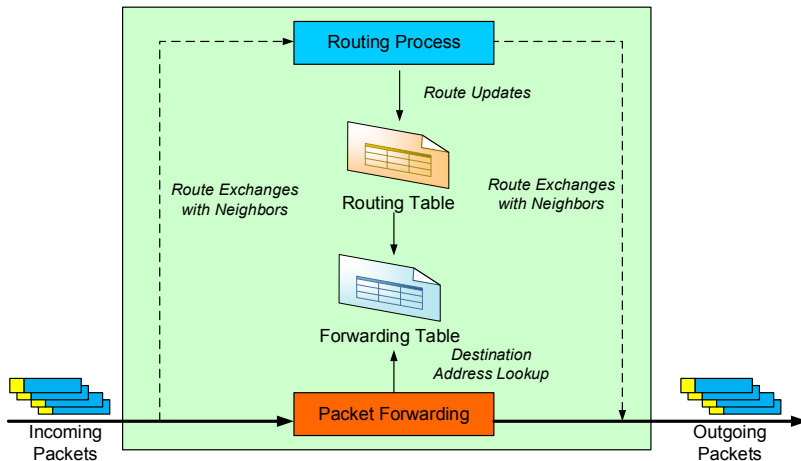 Routing Process
Route Updates
Route Exchanges
with Neighbors
Routing Table
Route Exchanges
with Neighbors
Forwarding Table
Destination
Address Lookup
Packet Forwarding
Incoming
Packets
Outgoing
Packets